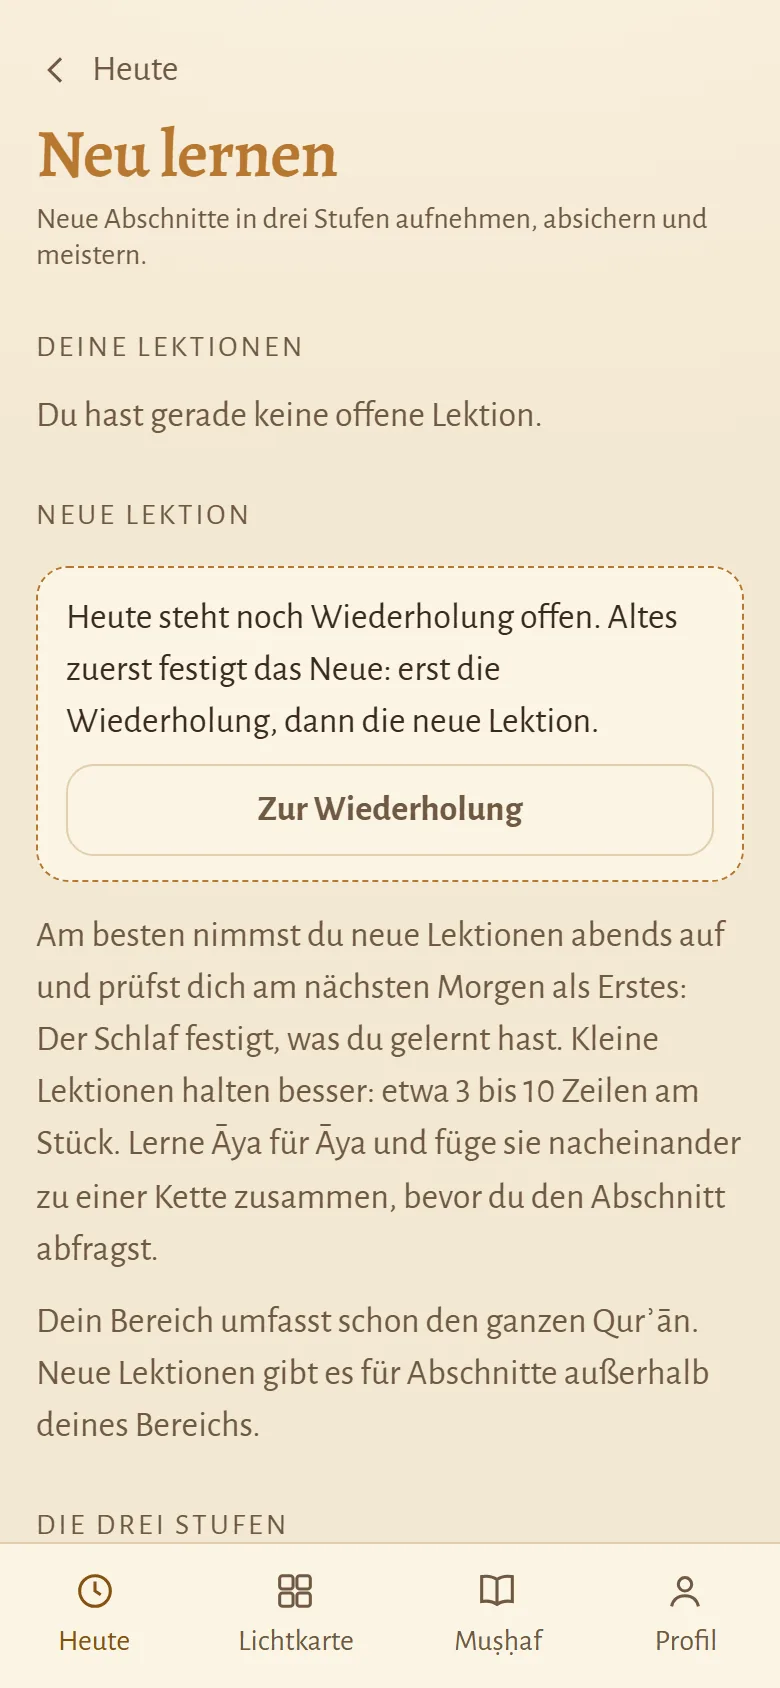 Heute
Neu lernen
Neue Abschnitte in drei Stufen aufnehmen, absichern und
meistern.
DEINE LEKTIONEN
Du hast gerade keine offene Lektion.
NEUE LEKTION
Heute steht noch Wiederholung offen. Altes
zuerst festigt das Neue: erst die
Wiederholung, dann die neue Lektion.
Zur Wiederholung
Am besten nimmst du neue Lektionen abends auf
und prüfst dich am nächsten Morgen als Erstes:
Der Schlaf festigt, was du gelernt hast. Kleine
Lektionen halten besser: etwa 3 bis 10 Zeilen am
Stück. Lerne Āya für Āya und füge sie nacheinander
zu einer Kette zusammen, bevor du den Abschnitt
abfragst.
Dein Bereich umfasst schon den ganzen Qurʾān.
Neue Lektionen gibt es für Abschnitte außerhalb
deines Bereichs.
DIE DREI STUFEN
Heute
Lichtkarte
Muṣḥaf
Profil